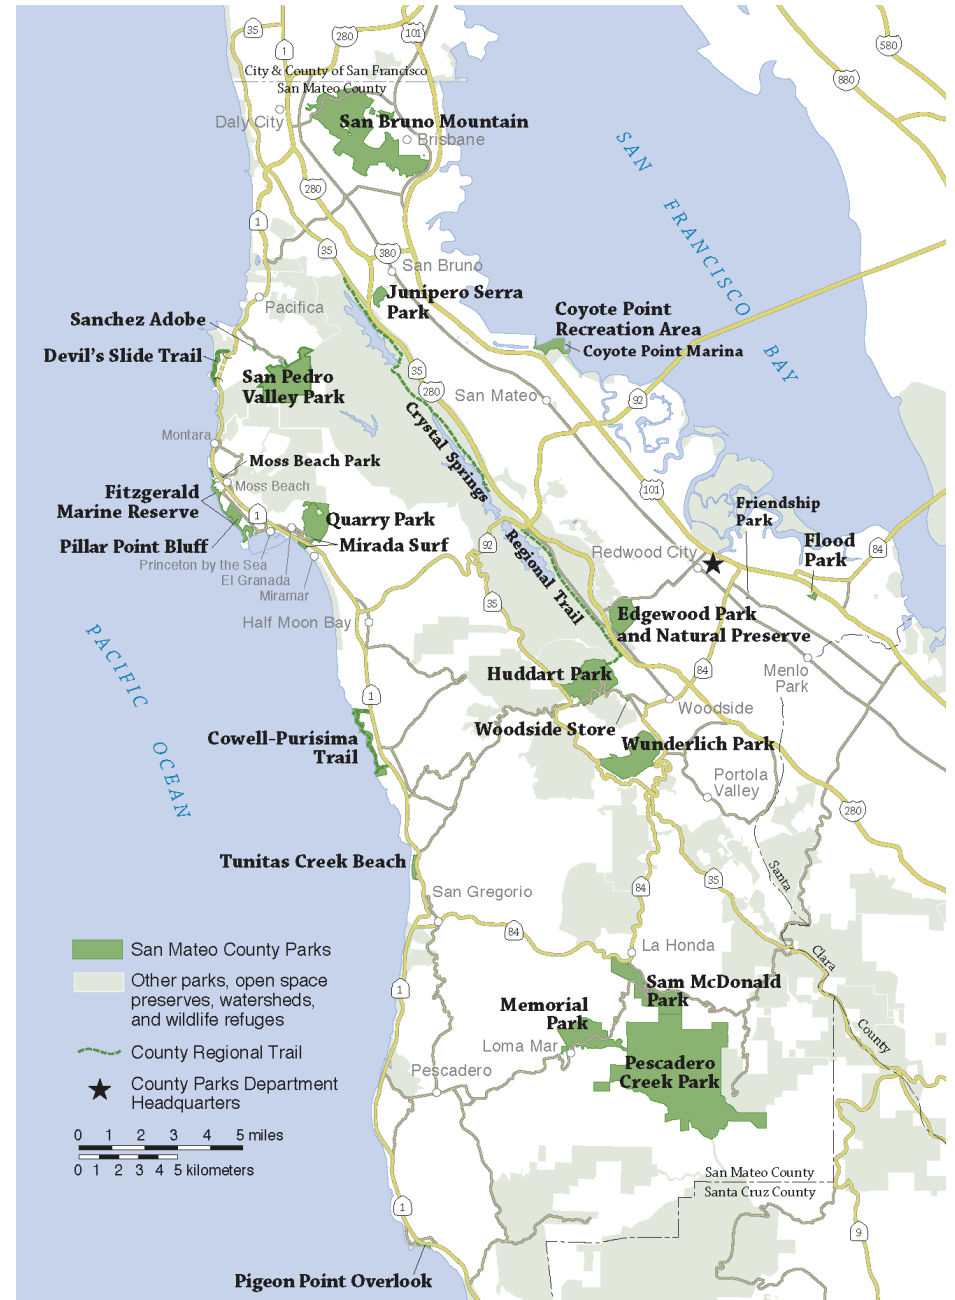 35
1
280
101
580
880
City & County of San Francisco
San Mateo County
Daly City
San Bruno Mountain
Brisbane
SAN FRANCISCO BAY
280
1
35
380
San Bruno
Junipero Serra
Park
Pacifica
Sanchez Adobe
Devil's Slide Trail
San Pedro
Valley Park
Coyote Point
Recreation Area
Coyote Point Marina
35
280
San Mateo
92
Crystal Springs
Montara
Moss Beach Park
Moss Beach
Fitzgerald
Marine Reserve
1
Quarry Park
Pillar Point Bluff
Mirada Surf
Princeton by the Sea
El Granada
Miramar
101
Friendship
Park
Flood
Park
84
92
Regional Trail
Redwood City
35
Half Moon Bay
Edgewood Park
and Natural Preserve
PACIFIC OCEAN
Huddart Park
84
Menlo
Park
1
Woodside
Woodside Store
Cowell-Purisima
Trail
Wunderlich Park
Portola
Valley
280
Tunitas Creek Beach
84
35
Santa
San Gregorio
84
La Honda
Clara
San Mateo County Parks
Other parks, open space
preserves, watersheds,
and wildlife refuges
County Regional Trail
County Parks Department
Headquarters
0 1 2 3 4 5 miles
0 1 2 3 4 5 kilometers
1
Sam McDonald
Park
Memorial
Park
Loma Mar
County
Pescadero
Pescadero
Creek Park
San Mateo County
Santa Cruz County
1
9
Pigeon Point Overlook